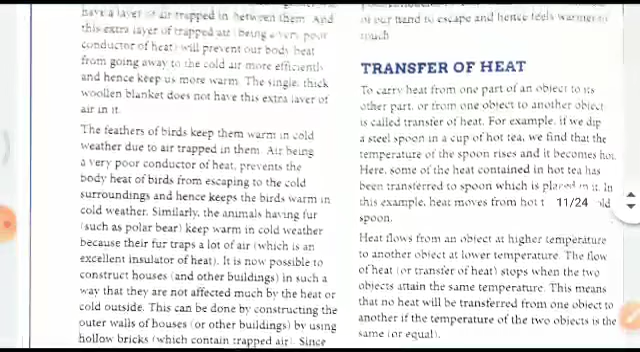 have a layer of air trapped in between them. And
this extra layer of trapped air (being a very poor
conductor of heat) will prevent our body heat
from going away to the cold air more efficiently
and hence keep us more warm. The single, thick
woollen blanket does not have this extra layer of
air in it.
The feathers of birds keep them warm in cold
weather due to air trapped in them. Air being
a very poor conductor of heat, prevents the
body heat of birds from escaping to the cold
surroundings and hence keeps the birds warm in
cold weather. Similarly, the animals having fur
(such as polar bear) keep warm in cold weather
because their fur traps a lot of air (which is an
excellent insulator of heat). It is now possible to
construct houses (and other buildings) in such a
way that they are not affected much by the heat or
cold outside. This can be done by constructing the
outer walls of houses (or other buildings) by using
hollow bricks (which contain trapped air). Since
of our hand to escape and hence feels warmer to
touch.
TRANSFER OF HEAT
To carry heat from one part of an object to its
other part, or from one object to another object
is called transfer of heat. For example, if we dip
a steel spoon in a cup of hot tea, we find that the
temperature of the spoon rises and it becomes hot.
Here, some of the heat contained in hot tea has
been transferred to spoon which is placed in it. In
this example, heat moves from hot
11/24
spoon.
Heat flows from an object at higher temperature
to another object at lower temperature. The flow
of heat (or transfer of heat) stops when the two
objects attain the same temperature. This means
that no heat will be transferred from one object to
another if the temperature of the two objects is the
same (or equal).